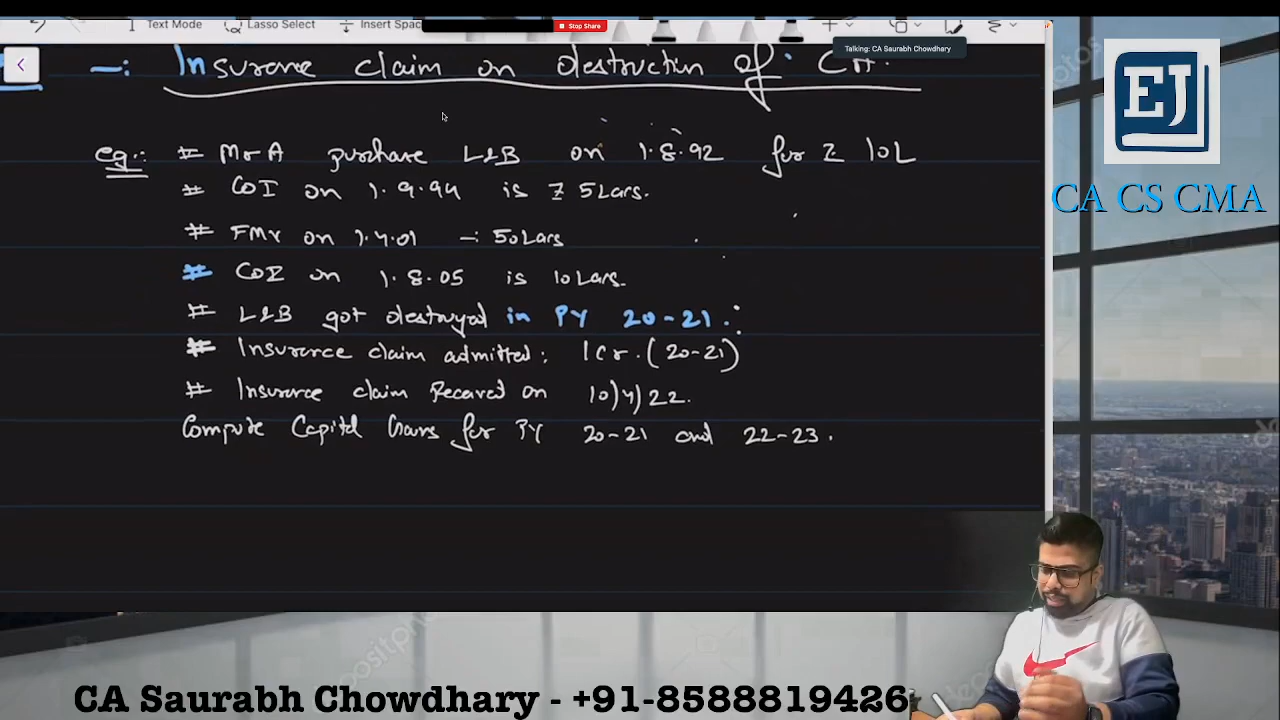 Text Mode Lasso Select Insert Spac Stop Share
Talking: CA Saurabh Chowdhary
—: Insurane claim on destructin of CA.
EJ
CA CS CMA
eg.: # Mr A purchase L&B on 1.8.92 for ₹ 10L
# COI on 1.9.94 is ₹ 5Lacs.
# FMV on 1.4.01 —: 50Lacs
# COI on 1.8.05 is 10Lacs.
# L&B got destroyed in PY 20-21.
# Insurance claim admitted: 1Cr. (20-21)
# Insurance claim Received on 10/4/22.
Compute Capital Gains for PY 20-21 and 22-23.
CA Saurabh Chowdhary - +91-8588819426